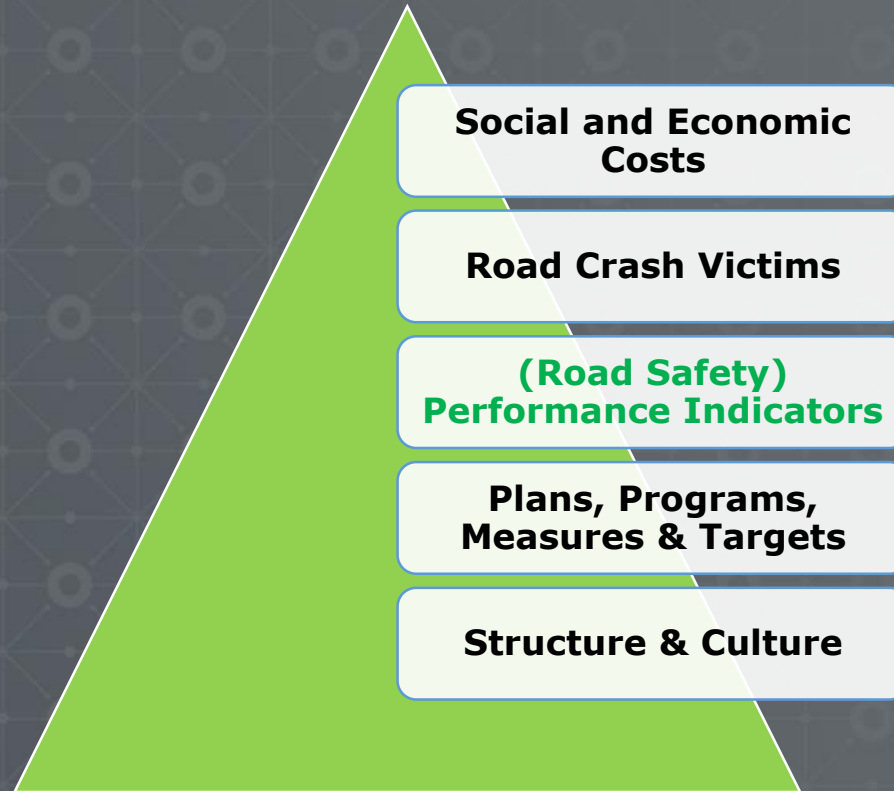 Social and Economic
Costs
Road Crash Victims
(Road Safety)
Performance Indicators
Plans, Programs,
Measures & Targets
Structure & Culture